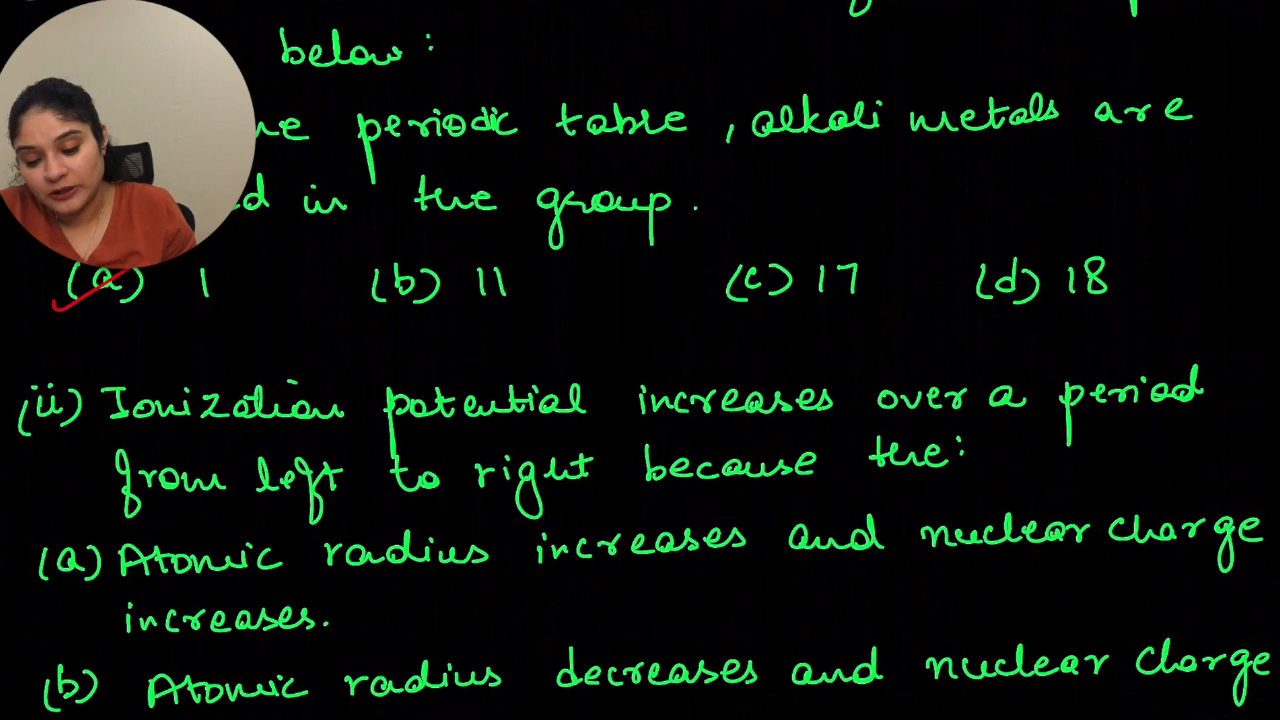 below:
periodic table, alkali metals are
in the group.
(a) 1 (b) 11 (c) 17 (d) 18
(ii) Ionization potential increases over a period
from left to right because the:
(a) Atomic radius increases and nuclear charge
increases.
(b) Atomic radius decreases and nuclear charge